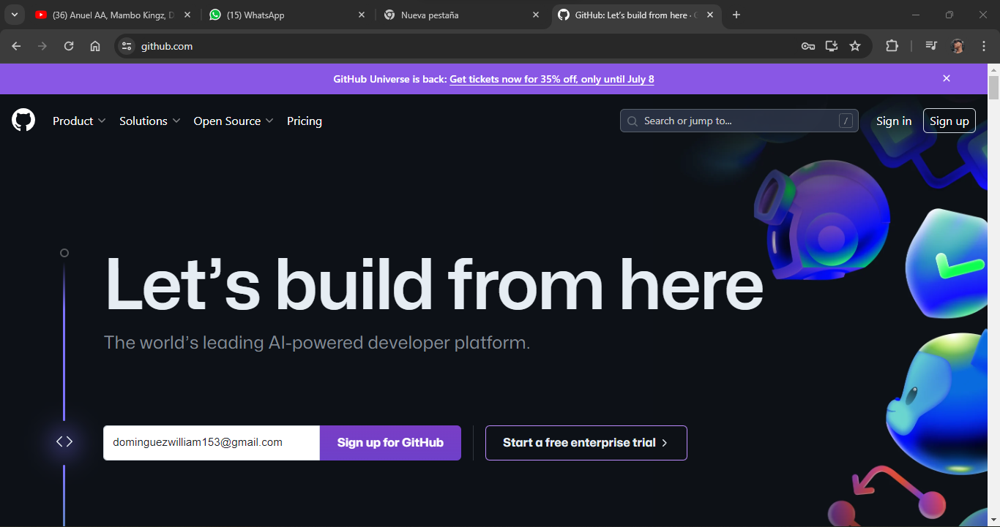 (36) Anuel AA, Mambo Kingz, D
(15) WhatsApp
Nueva pestaña
GitHub: Let's build from here · G
github.com
GitHub Universe is back: Get tickets now for 35% off, only until July 8
Product
Solutions
Open Source
Pricing
Search or jump to...
/
Sign in
Sign up
Let's build from here
The world's leading AI-powered developer platform.
dominguezwilliam153@gmail.com
Sign up for GitHub
Start a free enterprise trial